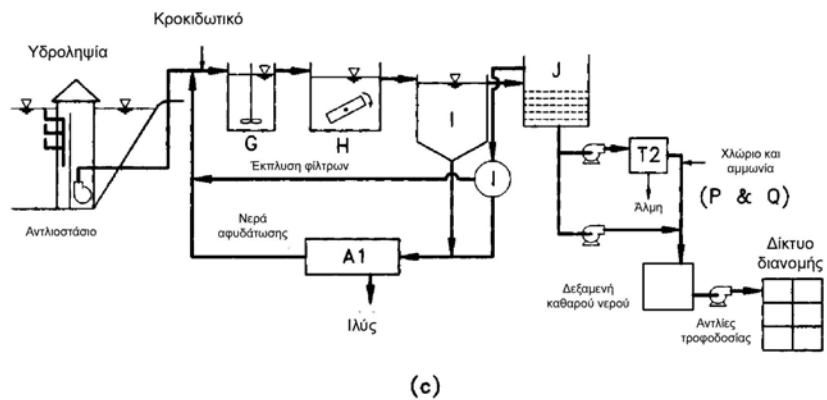 Κροκιδωτικό
Υδροληψία
J
I
G
H
T2
Χλώριο και
αμμωνία
Έκπλυση φίλτρων
I
(P & Q)
Άλμη
Αντλιοστάσιο
Νερά
αφυδάτωσης
A1
Δίκτυο
διανομής
Δεξαμενή
καθαρού νερού
Ιλύς
Αντλίες
τροφοδοσίας
(c)